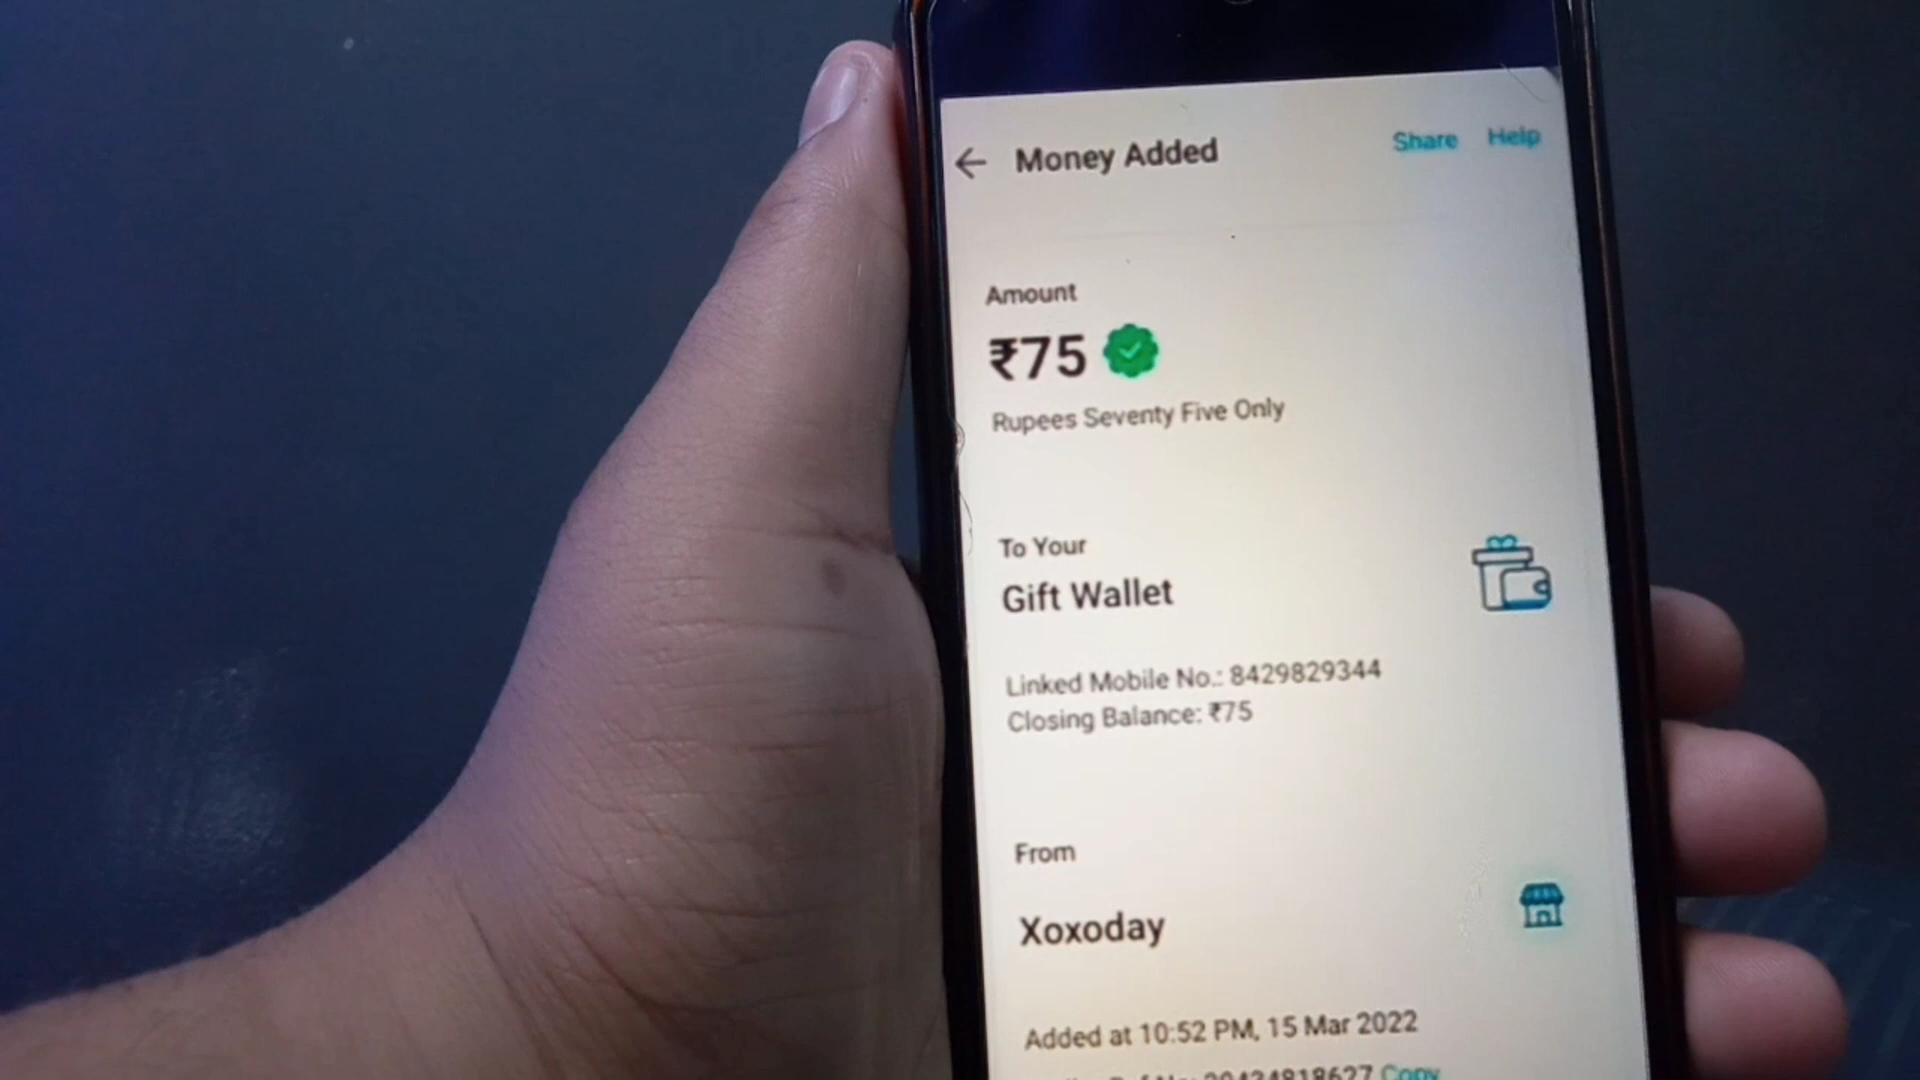 Money Added
Share Help
Amount
₹75
Rupees Seventy Five Only
To Your
Gift Wallet
Linked Mobile No.: 8429829344
Closing Balance: ₹75
From
Xoxoday
Added at 10:52 PM, 15 Mar 2022
Copy